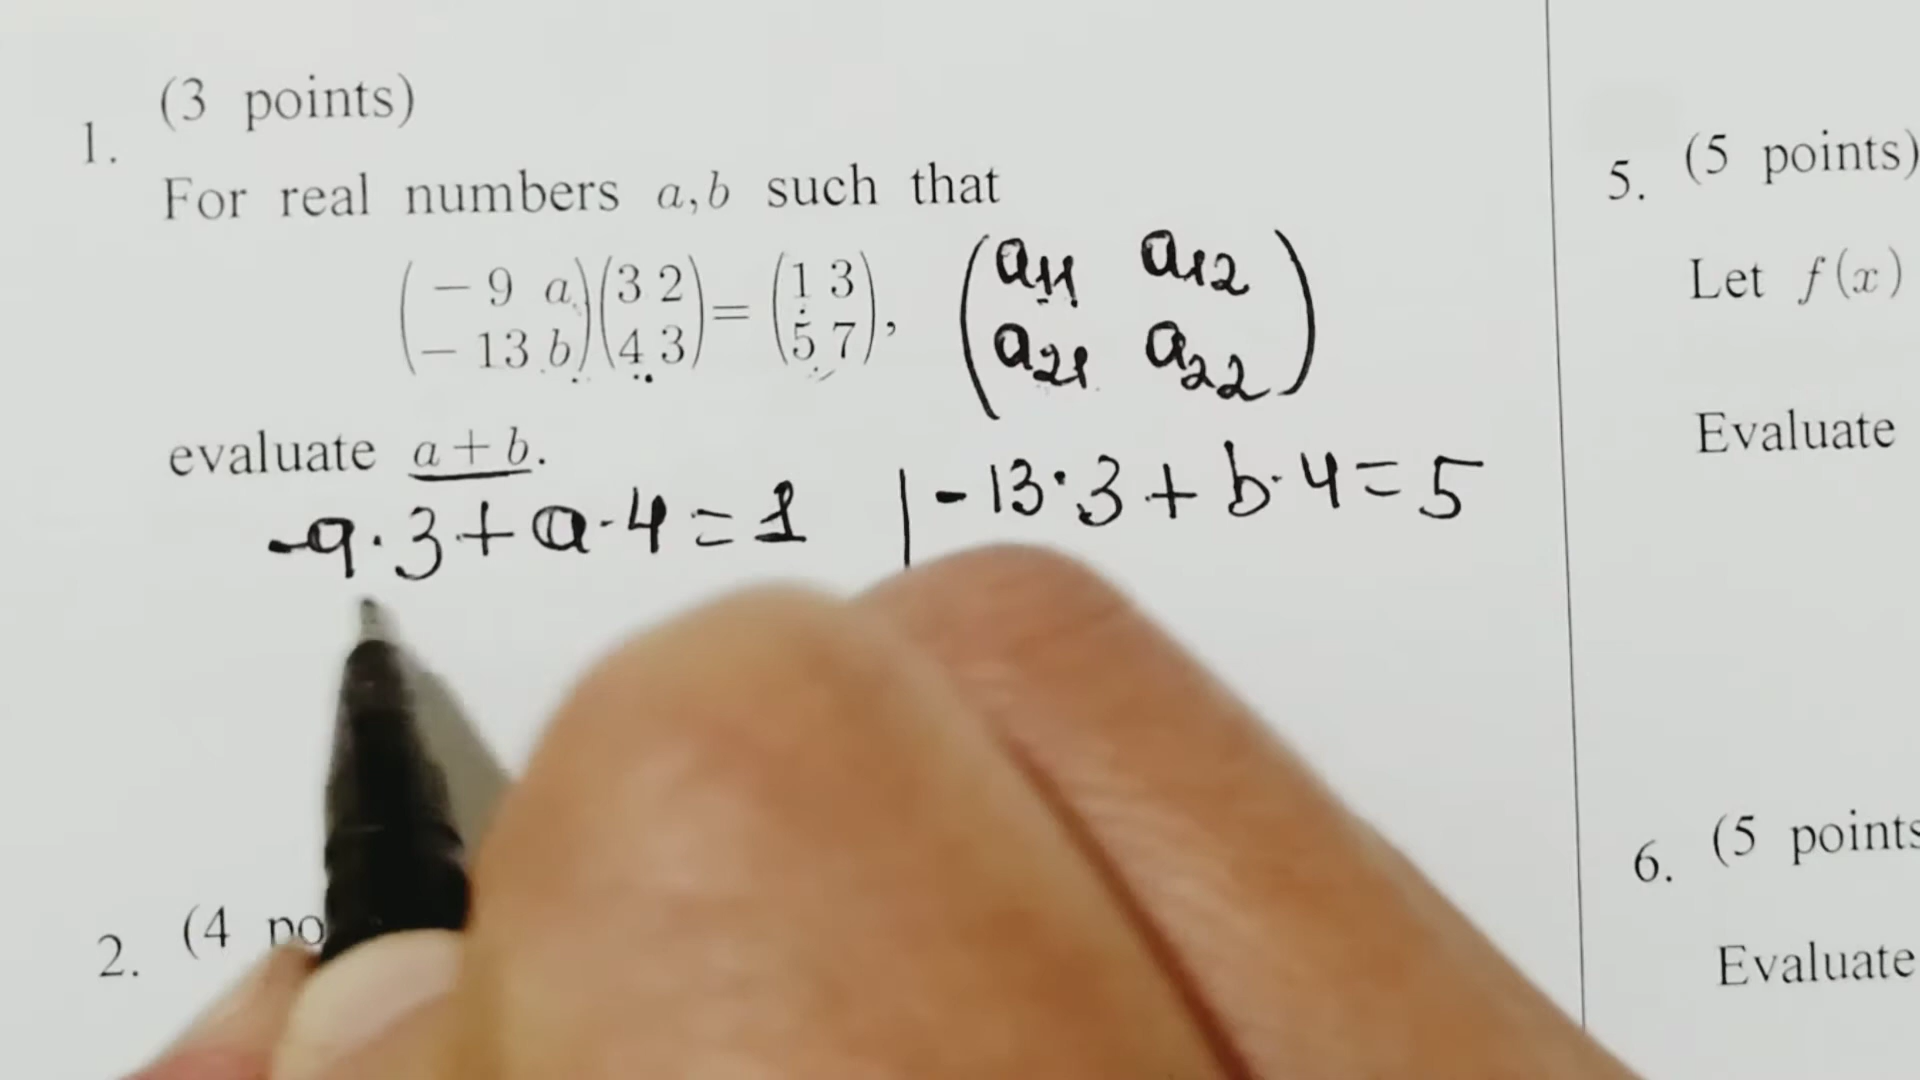 (3 points)
1.
For real numbers a, b such that
( -9 a ) ( 3 2 ) = ( 1 3 ) ,
( -13 b ) ( 4 3 ) ( 5 7 )
( a11 a12 )
( a21 a22 )
evaluate a + b.
-9·3+a·4=1 | -13·3+b·4=5
2. (4 po
5. (5 points)
Let f(x)
Evaluate
6. (5 points
Evaluate